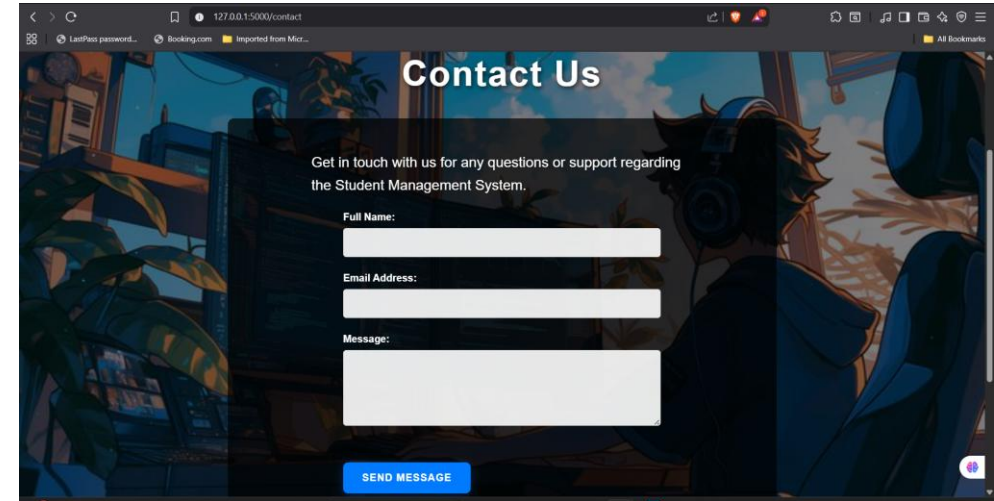 127.0.0.1:5000/contact
LastPass password... Booking.com Imported from Micr... All Bookmarks
Contact Us
Get in touch with us for any questions or support regarding
the Student Management System.
Full Name:
Email Address:
Message:
SEND MESSAGE